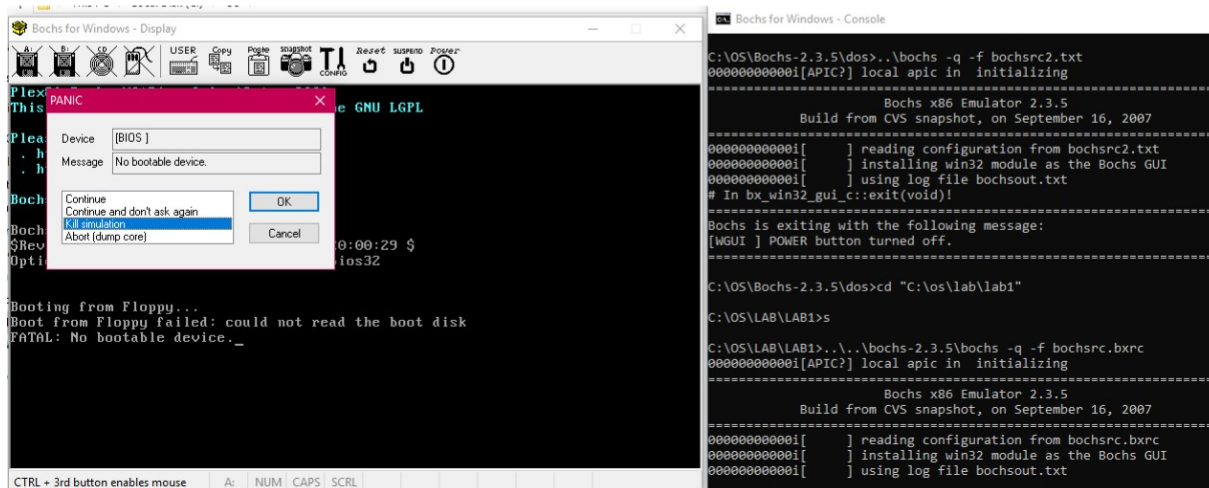 Bochs for Windows - Display
A: B: CD USER Copy Paste snapshot CONFIG Reset SUSPEND Power
Plex
This e GNU LGPL
PANIC
Device [BIOS ]
Message No bootable device.
Continue
Continue and don't ask again
Kill simulation
Abort (dump core)
OK
Cancel
Plea
. h
. h
Boch
Boch
$Rev 0:00:29 $
Opti ios32
Booting from Floppy...
Boot from Floppy failed: could not read the boot disk
FATAL: No bootable device._
CTRL + 3rd button enables mouse A: NUM CAPS SCRL
Bochs for Windows - Console
C:\OS\Bochs-2.3.5\dos>..\bochs -q -f bochsrc2.txt
00000000000i[APIC?] local apic in initializing
========================================================================
Bochs x86 Emulator 2.3.5
Build from CVS snapshot, on September 16, 2007
========================================================================
00000000000i[ ] reading configuration from bochsrc2.txt
00000000000i[ ] installing win32 module as the Bochs GUI
00000000000i[ ] using log file bochsout.txt
# In bx_win32_gui_c::exit(void)!
========================================================================
Bochs is exiting with the following message:
[WGUI ] POWER button turned off.
========================================================================
C:\OS\Bochs-2.3.5\dos>cd "C:\os\lab\lab1"
C:\OS\LAB\LAB1>s
C:\OS\LAB\LAB1>..\..\bochs-2.3.5\bochs -q -f bochsrc.bxrc
00000000000i[APIC?] local apic in initializing
========================================================================
Bochs x86 Emulator 2.3.5
Build from CVS snapshot, on September 16, 2007
========================================================================
00000000000i[ ] reading configuration from bochsrc.bxrc
00000000000i[ ] installing win32 module as the Bochs GUI
00000000000i[ ] using log file bochsout.txt